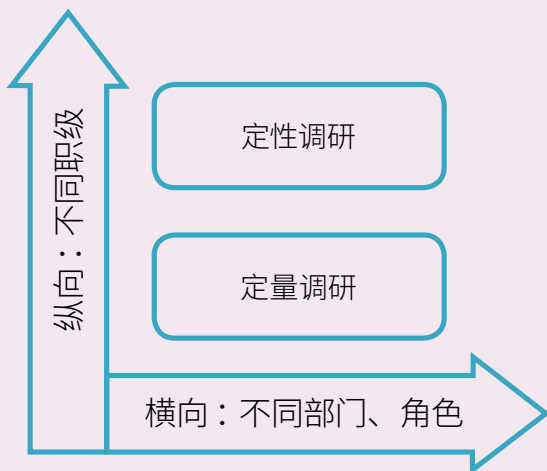 定性调研
纵向：不同职级
定量调研
横向：不同部门、角色